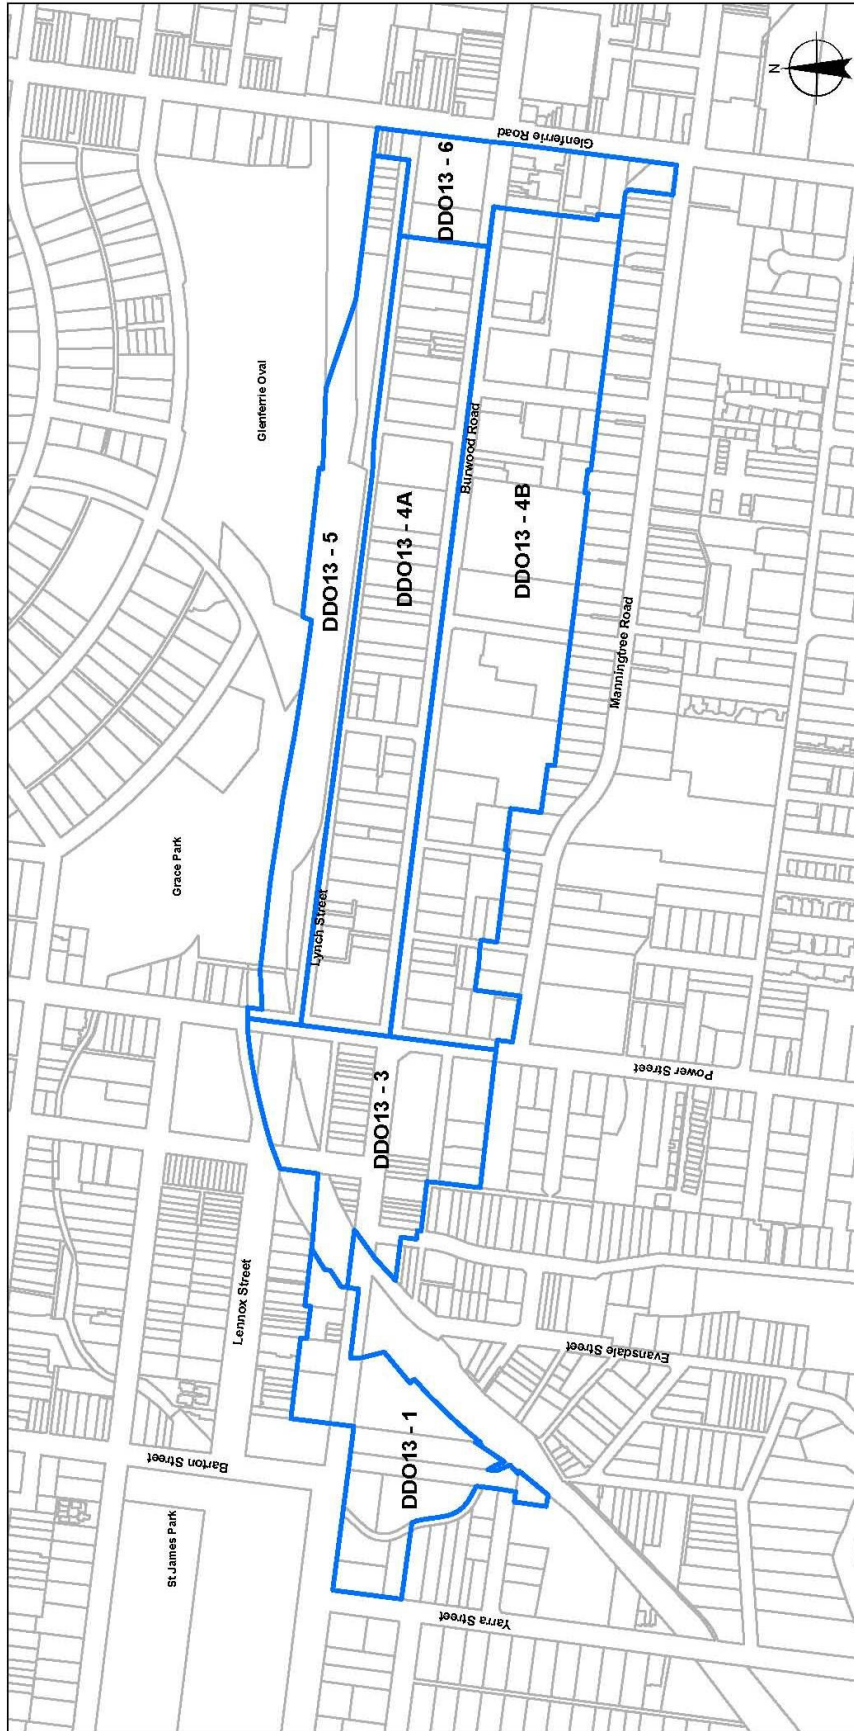 N
Glenferrie Road
DDO13 - 6
Glenferrie Oval
Burwood Road
DDO13 - 5
DDO13 - 4A
DDO13 - 4B
Manningtree Road
Grace Park
Lynch Street
Power Street
DDO13 - 3
Lennox Street
Evansdale Street
DDO13 - 1
Barton Street
St James Park
Yarra Street